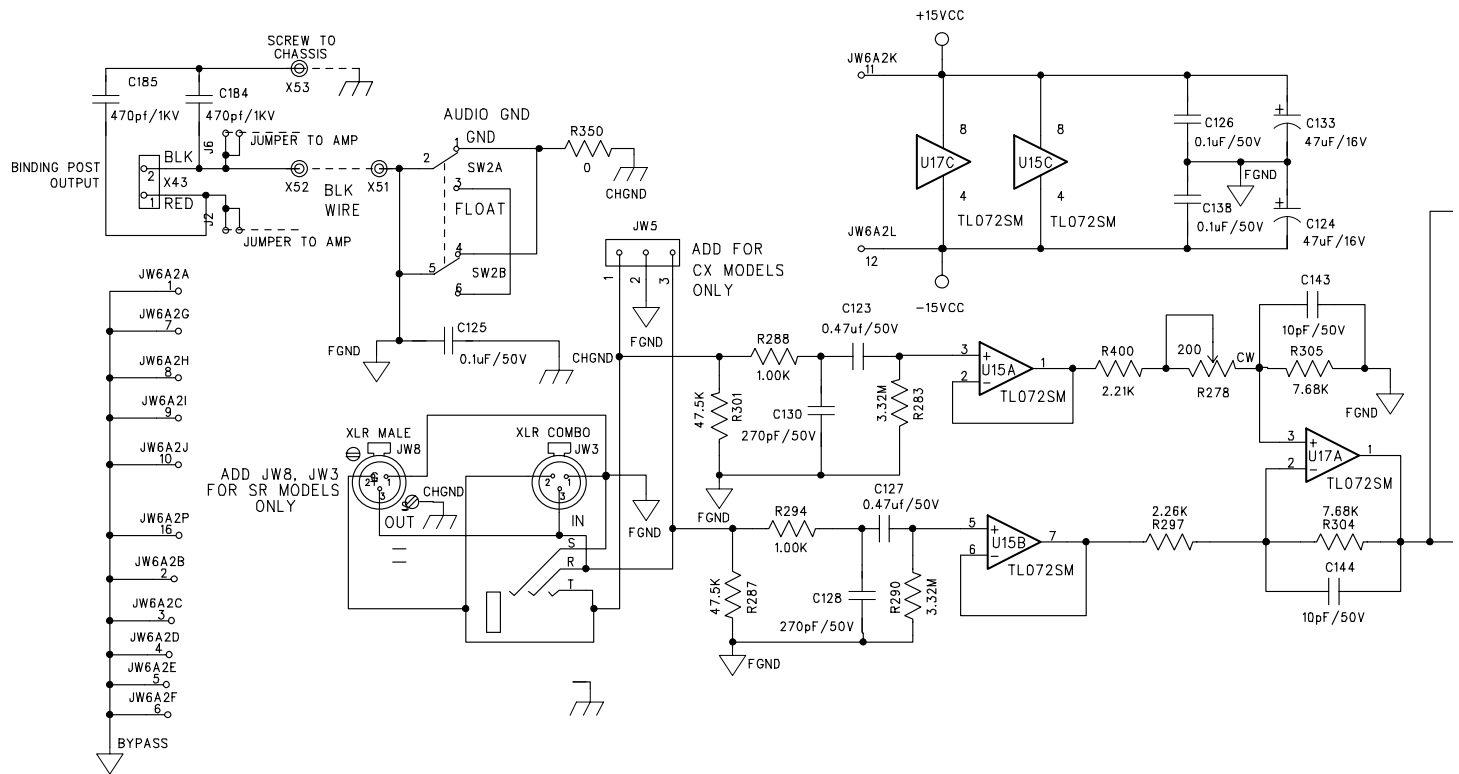 SCREW TO
CHASSIS
X53
C185
470pf/1KV
C184
470pf/1KV
J6
JUMPER TO AMP
BINDING POST
OUTPUT
BLK
2
X43
1
RED
J2
JUMPER TO AMP
X52
BLK
WIRE
X51
AUDIO GND
1
GND
2
SW2A
3
FLOAT
4
5
SW2B
6
R350
0
CHGND
FGND
C125
0.1uF/50V
CHGND
JW5
1
2
3
FGND
ADD FOR
CX MODELS
ONLY
+15VCC
JW6A2K
11
8
U17C
4
TL072SM
8
U15C
4
TL072SM
JW6A2L
12
-15VCC
C126
0.1uF/50V
C133
47uF/16V
FGND
C138
0.1uF/50V
C124
47uF/16V
JW6A2A
1
JW6A2G
7
JW6A2H
8
JW6A2I
9
JW6A2J
10
JW6A2P
16
JW6A2B
2
JW6A2C
3
JW6A2D
4
JW6A2E
5
JW6A2F
6
BYPASS
ADD JW8, JW3
FOR SR MODELS
ONLY
XLR MALE
JW8
2
1
3
CHGND
OUT
XLR COMBO
JW3
2
1
3
IN
S
R
T
FGND
47.5K
R301
R288
1.00K
C130
270pF/50V
C123
0.47uf/50V
3.32M
R283
FGND
3
+
2
-
U15A
1
TL072SM
R400
2.21K
200
CW
R278
C143
10pF/50V
R305
7.68K
FGND
3
+
2
-
U17A
1
TL072SM
47.5K
R287
R294
1.00K
C128
270pF/50V
C127
0.47uf/50V
R290
3.32M
FGND
5
+
6
-
U15B
7
TL072SM
2.26K
R297
7.68K
R304
C144
10pF/50V